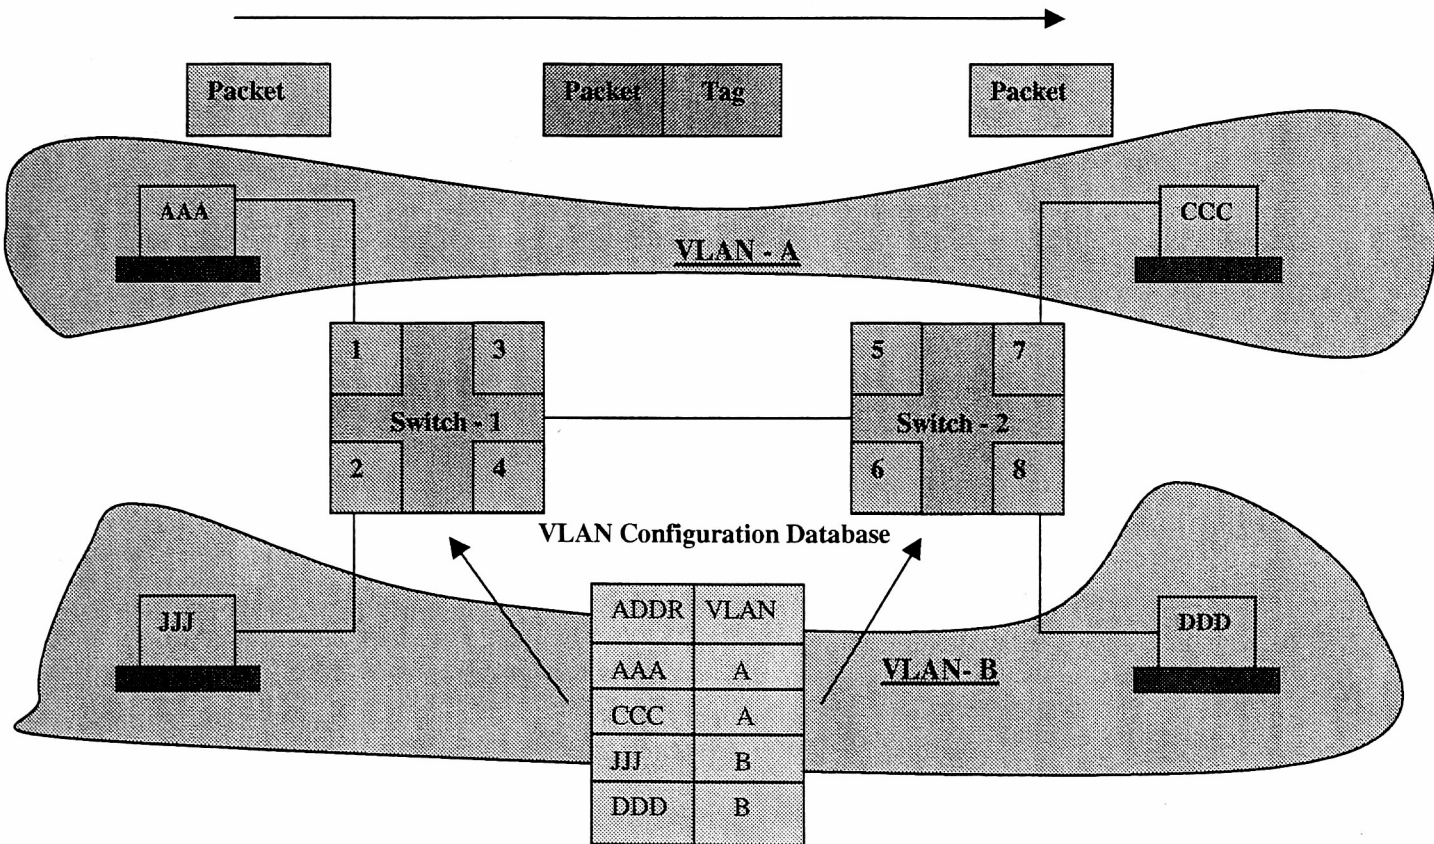 Packet
Packet Tag
Packet
AAA
CCC
VLAN - A
1 3
5 7
Switch - 1
Switch - 2
2 4
6 8
VLAN Configuration Database
ADDR VLAN
AAA A
CCC A
JJJ B
DDD B
JJJ
VLAN- B
DDD